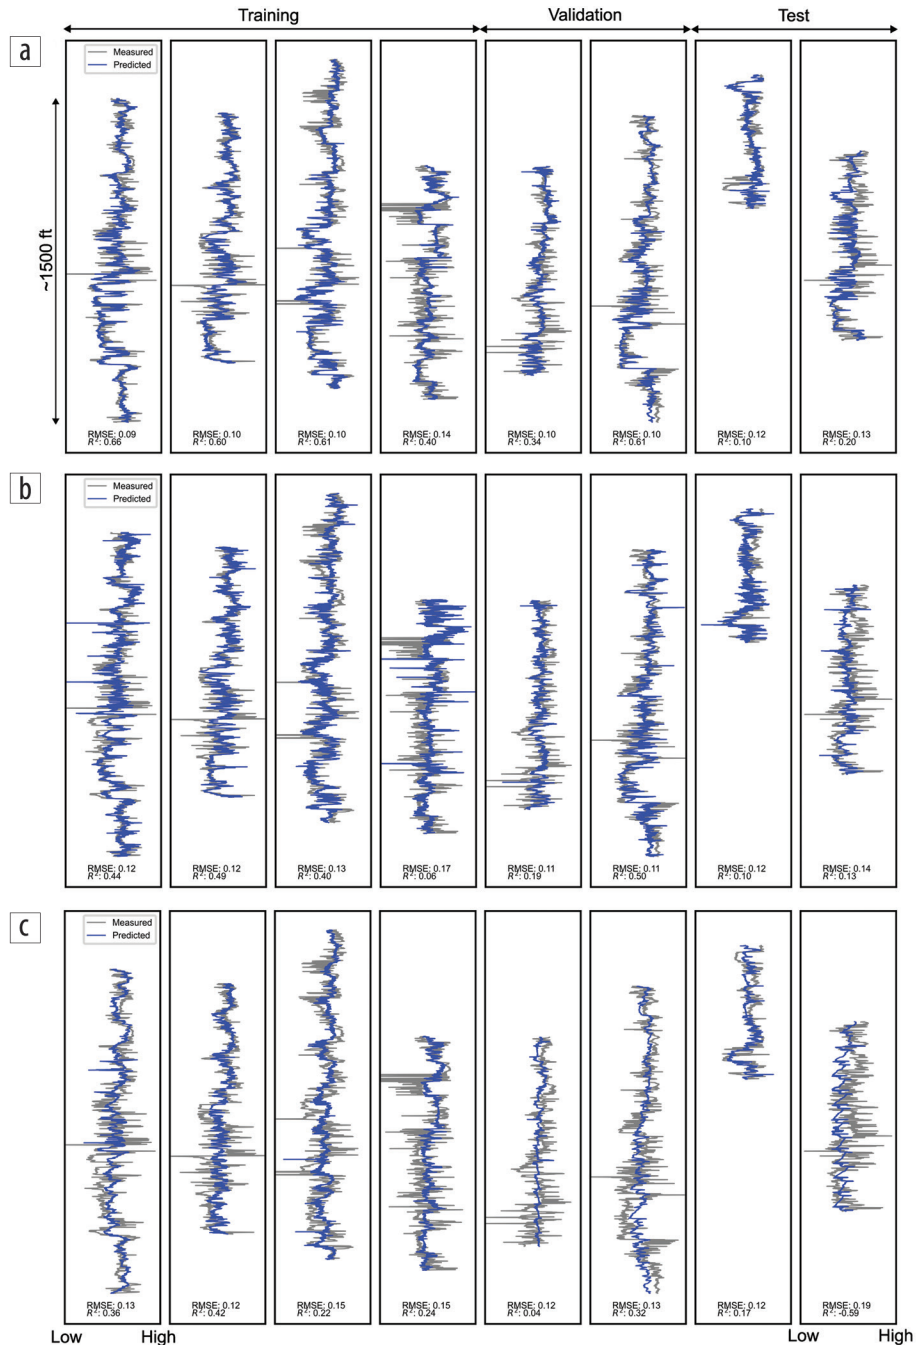 Training Validation Test
a
Measured
Predicted
~1500 ft
RMSE: 0.09 RMSE: 0.10 RMSE: 0.10 RMSE: 0.14 RMSE: 0.10 RMSE: 0.10 RMSE: 0.12 RMSE: 0.13
R²: 0.66 R²: 0.60 R²: 0.61 R²: 0.40 R²: 0.34 R²: 0.61 R²: 0.10 R²: 0.20
b
Measured
Predicted
RMSE: 0.12 RMSE: 0.12 RMSE: 0.13 RMSE: 0.17 RMSE: 0.11 RMSE: 0.11 RMSE: 0.12 RMSE: 0.14
R²: 0.44 R²: 0.49 R²: 0.40 R²: 0.06 R²: 0.19 R²: 0.50 R²: 0.10 R²: 0.13
c
Measured
Predicted
RMSE: 0.13 RMSE: 0.12 RMSE: 0.15 RMSE: 0.15 RMSE: 0.12 RMSE: 0.13 RMSE: 0.12 RMSE: 0.19
R²: 0.36 R²: 0.42 R²: 0.22 R²: 0.24 R²: 0.04 R²: 0.32 R²: 0.17 R²: -0.59
Low High Low High